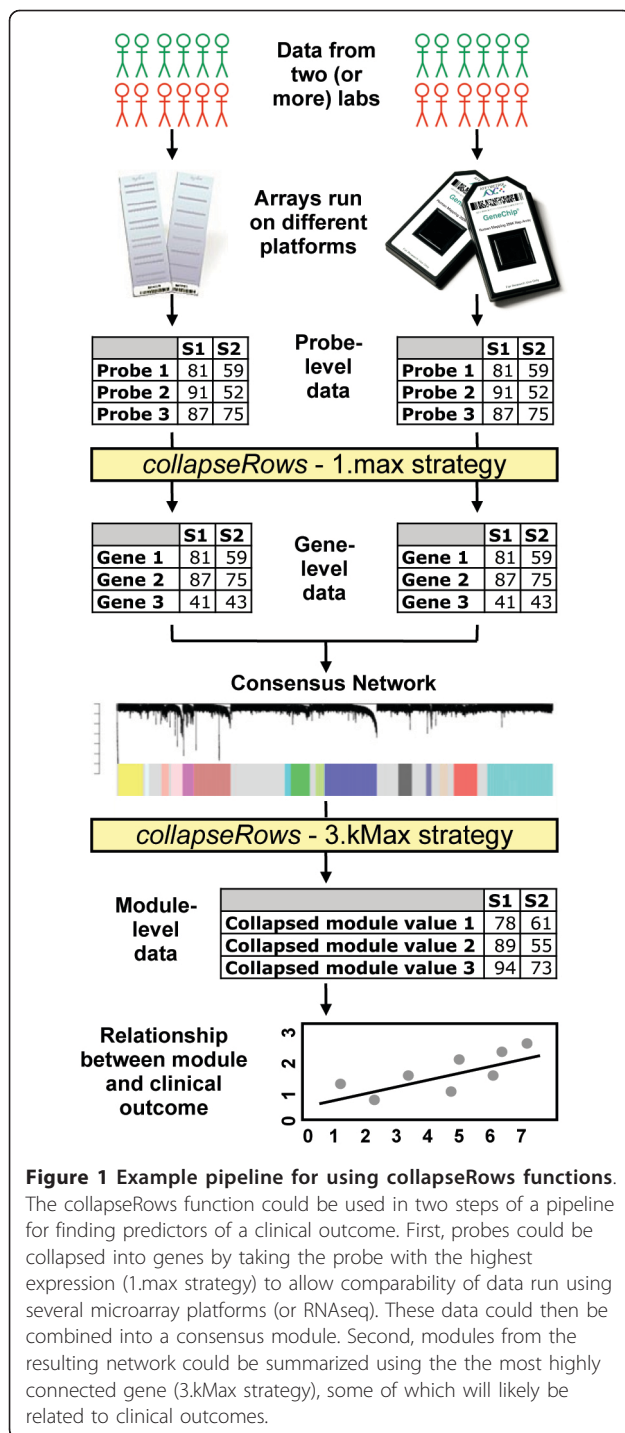 Data from
two (or
more) labs
Arrays run
on different
platforms
GeneChip
Probe-
level
data
S1 S2
Probe 1 81 59
Probe 2 91 52
Probe 3 87 75
S1 S2
Probe 1 81 59
Probe 2 91 52
Probe 3 87 75
collapseRows - 1.max strategy
Gene-
level
data
S1 S2
Gene 1 81 59
Gene 2 87 75
Gene 3 41 43
S1 S2
Gene 1 81 59
Gene 2 87 75
Gene 3 41 43
Consensus Network
collapseRows - 3.kMax strategy
Module-
level
data
S1 S2
Collapsed module value 1 78 61
Collapsed module value 2 89 55
Collapsed module value 3 94 73
Relationship
between module
and clinical
outcome
3
2
1
0
0 1 2 3 4 5 6 7
Figure 1 Example pipeline for using collapseRows functions.
The collapseRows function could be used in two steps of a pipeline
for finding predictors of a clinical outcome. First, probes could be
collapsed into genes by taking the probe with the highest
expression (1.max strategy) to allow comparability of data run using
several microarray platforms (or RNAseq). These data could then be
combined into a consensus module. Second, modules from the
resulting network could be summarized using the the most highly
connected gene (3.kMax strategy), some of which will likely be
related to clinical outcomes.